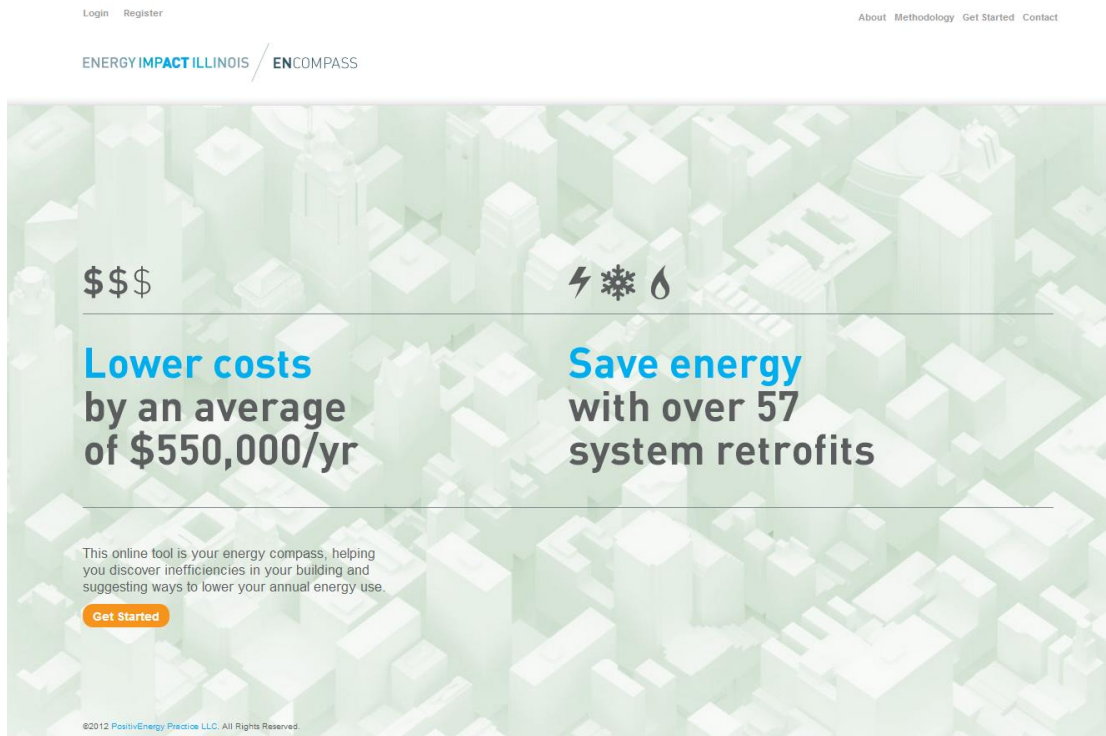 Login Register
About Methodology Get Started Contact
ENERGY IMPACT ILLINOIS / ENCOMPASS
$$$
Lower costs
by an average
of $550,000/yr
Save energy
with over 57
system retrofits
This online tool is your energy compass, helping
you discover inefficiencies in your building and
suggesting ways to lower your annual energy use.
Get Started
©2012 PositivEnergy Practice LLC. All Rights Reserved.